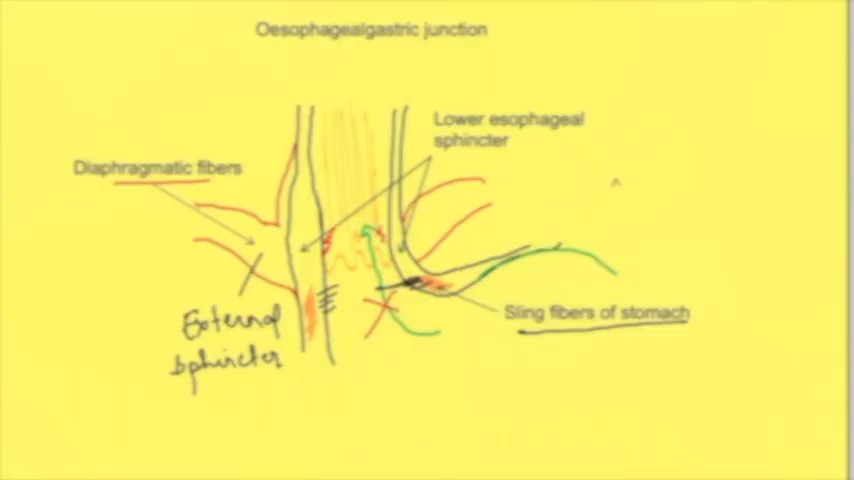 Oesophagealgastric junction
Lower esophageal
sphincter
Diaphragmatic fibers
Sling fibers of stomach
External
sphincter